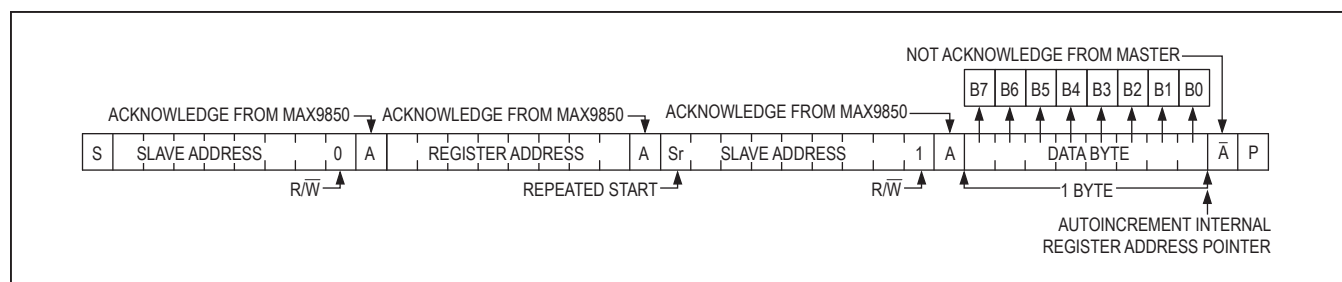 NOT ACKNOWLEDGE FROM MASTER
B7 B6 B5 B4 B3 B2 B1 B0
ACKNOWLEDGE FROM MAX9850 ACKNOWLEDGE FROM MAX9850 ACKNOWLEDGE FROM MAX9850
S SLAVE ADDRESS 0 A REGISTER ADDRESS A Sr SLAVE ADDRESS 1 A DATA BYTE A̅ P
R/W̅ REPEATED START R/W̅ 1 BYTE
AUTOINCREMENT INTERNAL
REGISTER ADDRESS POINTER